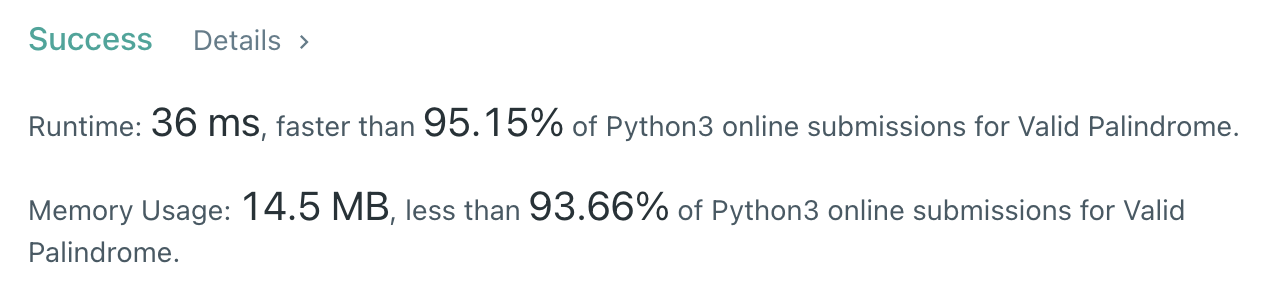 Success Details >
Runtime: 36 ms, faster than 95.15% of Python3 online submissions for Valid Palindrome.
Memory Usage: 14.5 MB, less than 93.66% of Python3 online submissions for Valid
Palindrome.